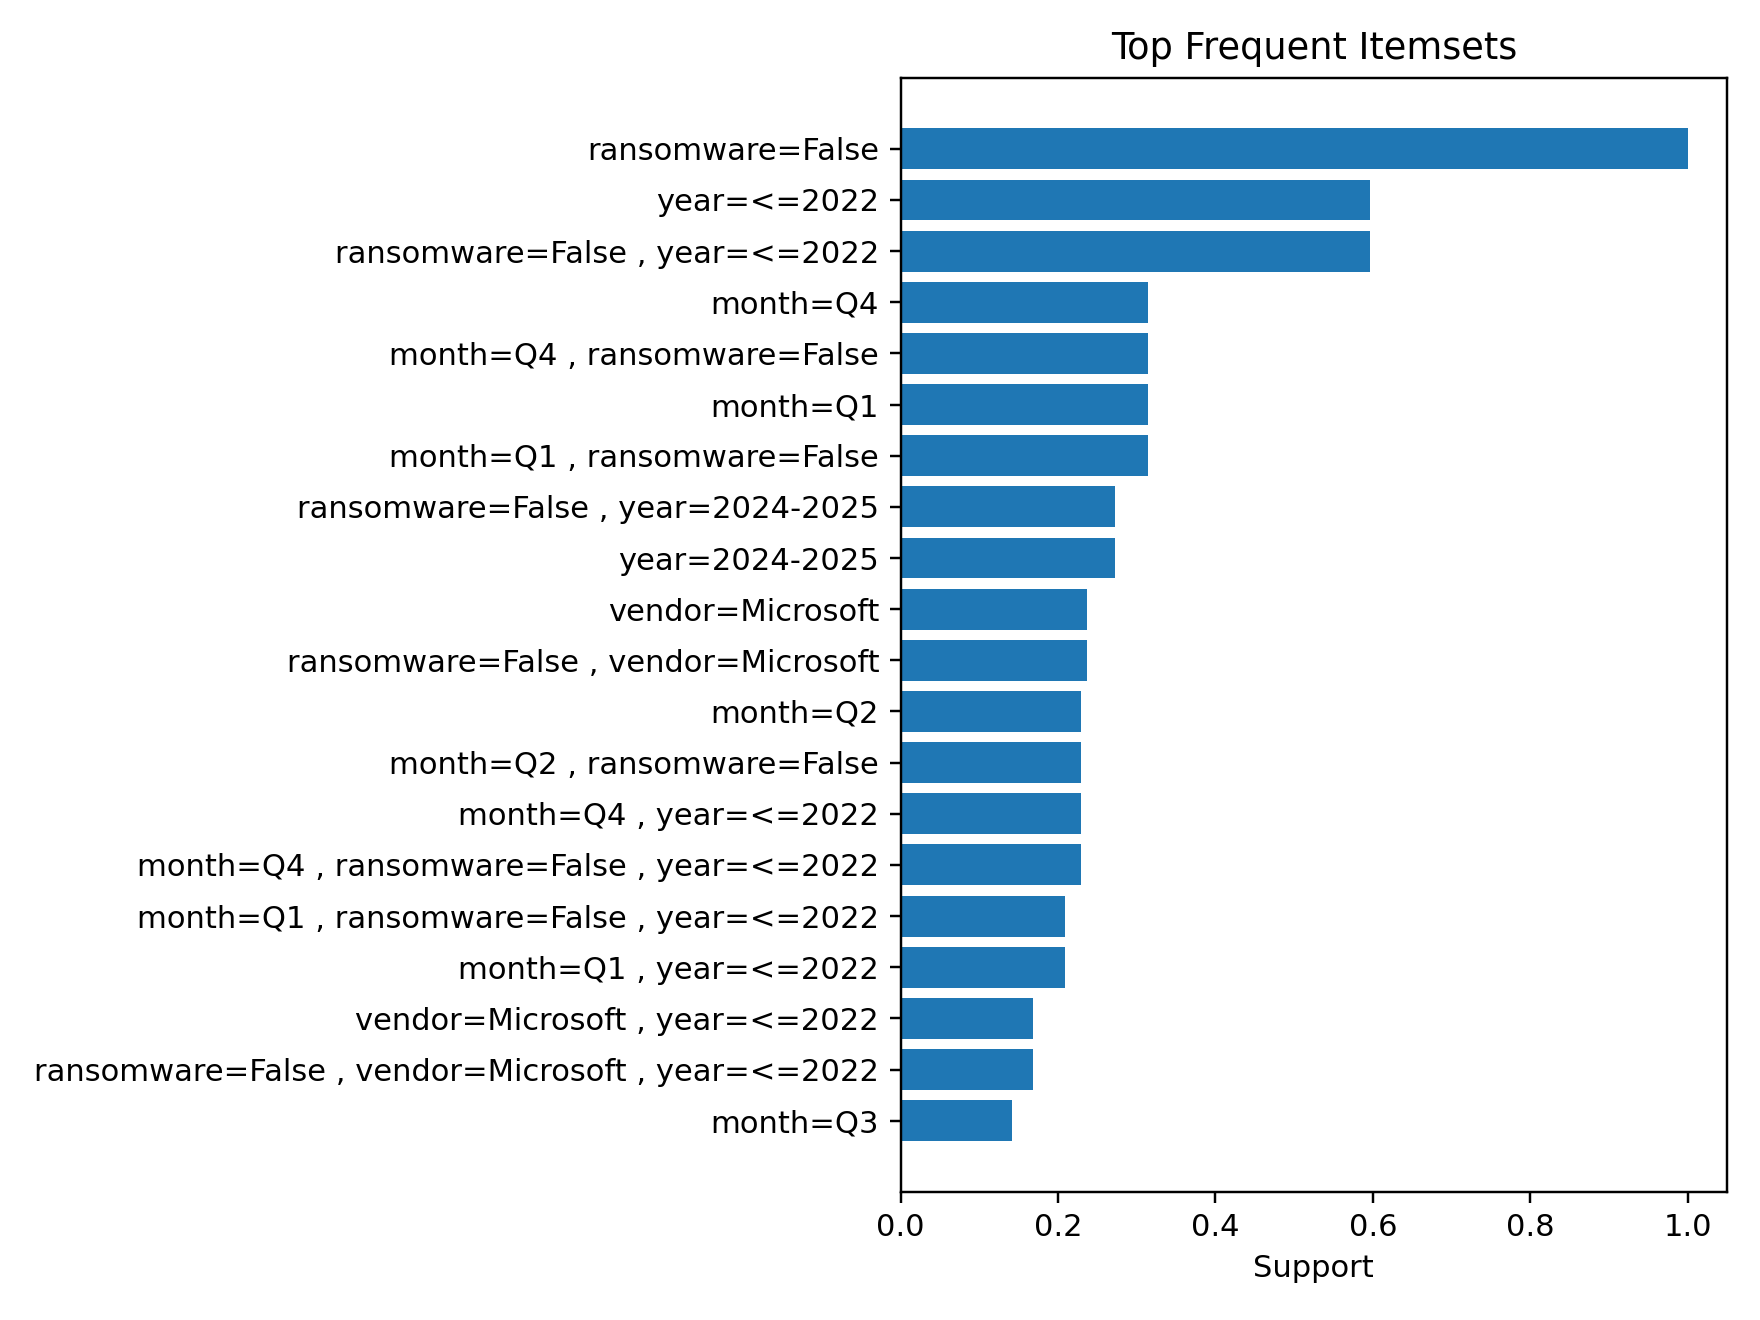 Top Frequent Itemsets
ransomware=False
year=<=2022
ransomware=False , year=<=2022
month=Q4
month=Q4 , ransomware=False
month=Q1
month=Q1 , ransomware=False
ransomware=False , year=2024-2025
year=2024-2025
vendor=Microsoft
ransomware=False , vendor=Microsoft
month=Q2
month=Q2 , ransomware=False
month=Q4 , year=<=2022
month=Q4 , ransomware=False , year=<=2022
month=Q1 , ransomware=False , year=<=2022
month=Q1 , year=<=2022
vendor=Microsoft , year=<=2022
ransomware=False , vendor=Microsoft , year=<=2022
month=Q3
0.0 0.2 0.4 0.6 0.8 1.0
Support